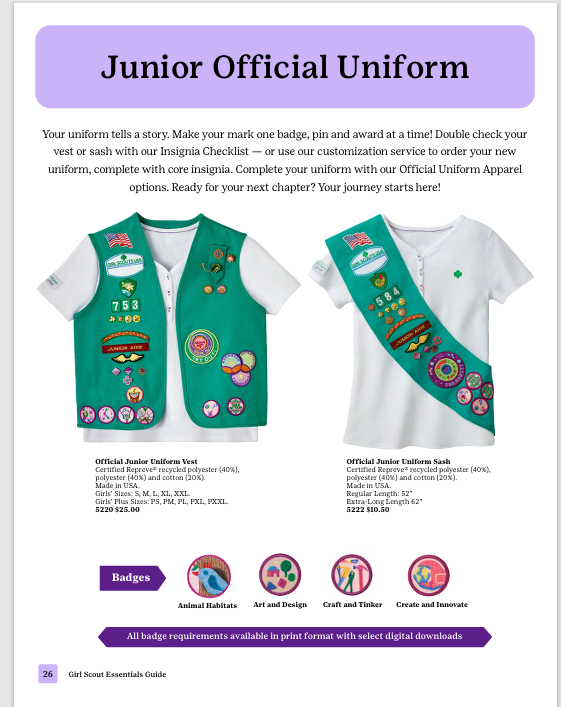 Junior Official Uniform
Your uniform tells a story. Make your mark one badge, pin and award at a time! Double check your
vest or sash with our Insignia Checklist — or use our customization service to order your new
uniform, complete with core insignia. Complete your uniform with our Official Uniform Apparel
options. Ready for your next chapter? Your journey starts here!
GIRL SCOUTS USA
753
JUNIOR AIDE
584
JUNIOR AIDE
Official Junior Uniform Vest
Certified Repreve® recycled polyester (40%),
polyester (40%) and cotton (20%).
Made in USA.
Girls' Sizes: S, M, L, XL, XXL.
Girls' Plus Sizes: PS, PM, PL, PXL, PXXL.
5220 $25.00
Official Junior Uniform Sash
Certified Repreve® recycled polyester (40%),
polyester (40%) and cotton (20%).
Made in USA.
Regular Length: 52"
Extra-Long Length 62"
5222 $10.50
Badges
Animal Habitats
Art and Design
Craft and Tinker
Create and Innovate
All badge requirements available in print format with select digital downloads
26
Girl Scout Essentials Guide